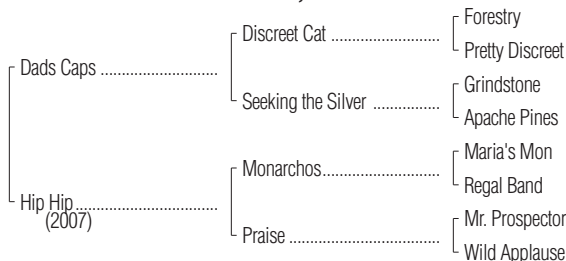 Forestry
Discreet Cat ....................
Pretty Discreet
Dads Caps ......................
Grindstone
Seeking the Silver ............
Apache Pines
Maria's Mon
Monarchos.....................
Regal Band
Hip Hip...........................
(2007)
Mr. Prospector
Praise ............................
Wild Applause